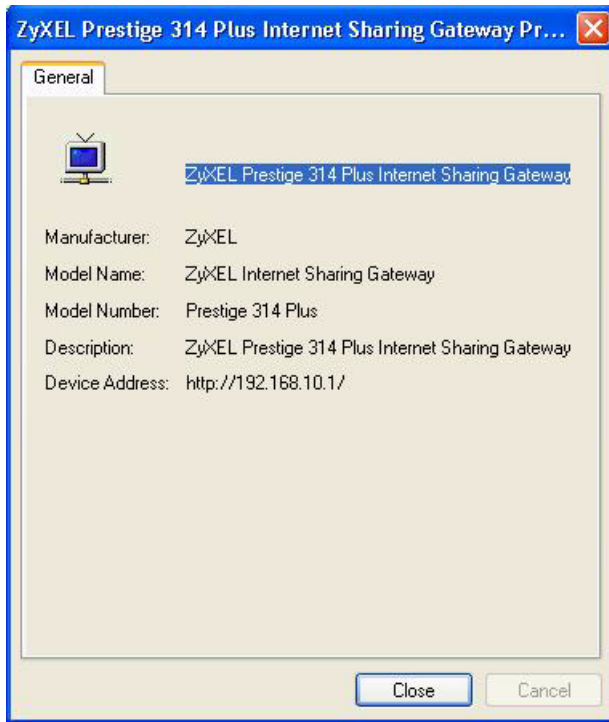 ZyXEL Prestige 314 Plus Internet Sharing Gateway Pr...
General
ZyXEL Prestige 314 Plus Internet Sharing Gateway
Manufacturer: ZyXEL
Model Name: ZyXEL Internet Sharing Gateway
Model Number: Prestige 314 Plus
Description: ZyXEL Prestige 314 Plus Internet Sharing Gateway
Device Address: http://192.168.10.1/
Close Cancel